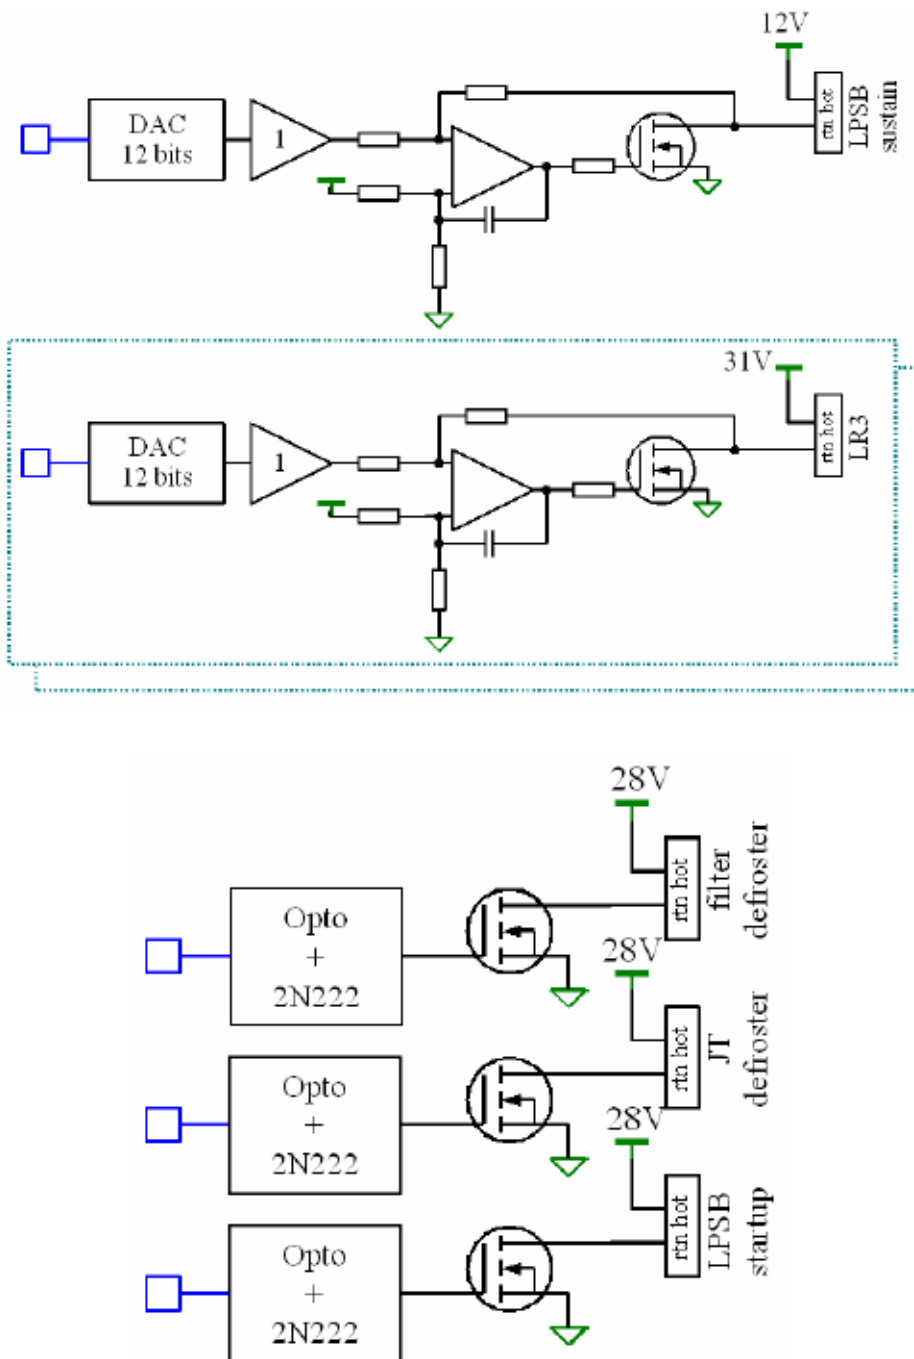 12V
DAC
12 bits
1
rtn hot
LPSB
sustain
31V
DAC
12 bits
1
rtn hot
LR3
28V
Opto
+
2N222
rtn hot
filter
defroster
28V
Opto
+
2N222
rtn hot
JT
defroster
28V
Opto
+
2N222
rtn hot
LPSB
startup